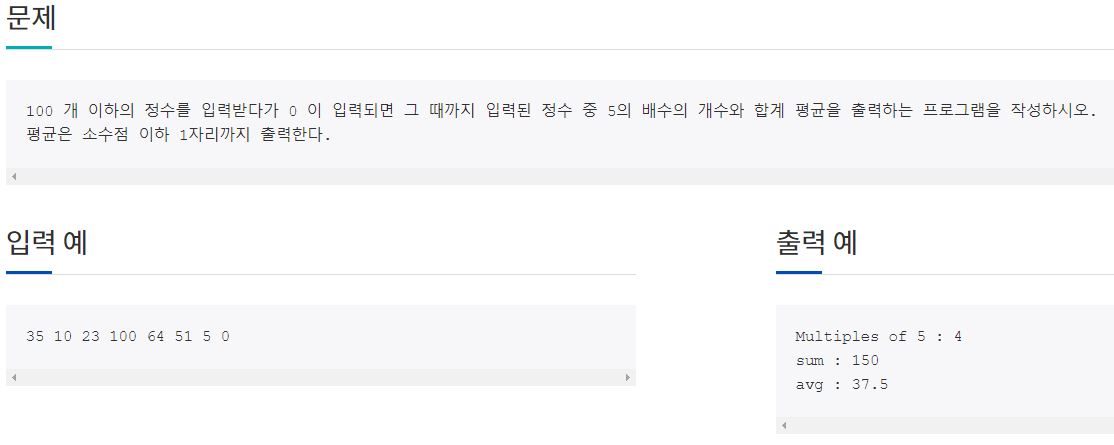 문제
100 개 이하의 정수를 입력받다가 0 이 입력되면 그 때까지 입력된 정수 중 5의 배수의 개수와 합계 평균을 출력하는 프로그램을 작성하시오.
평균은 소수점 이하 1자리까지 출력한다.
입력 예
35 10 23 100 64 51 5 0
출력 예
Multiples of 5 : 4
sum : 150
avg : 37.5